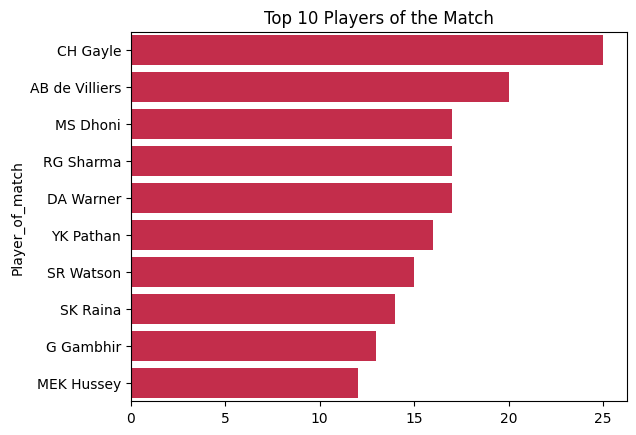 Top 10 Players of the Match
Player_of_match
CH Gayle
AB de Villiers
MS Dhoni
RG Sharma
DA Warner
YK Pathan
SR Watson
SK Raina
G Gambhir
MEK Hussey
0 5 10 15 20 25